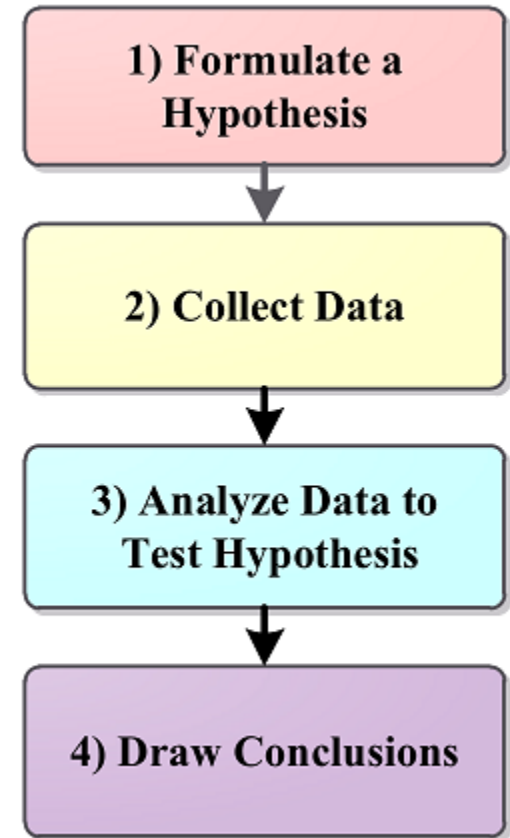 1) Formulate a
Hypothesis
2) Collect Data
3) Analyze Data to
Test Hypothesis
4) Draw Conclusions